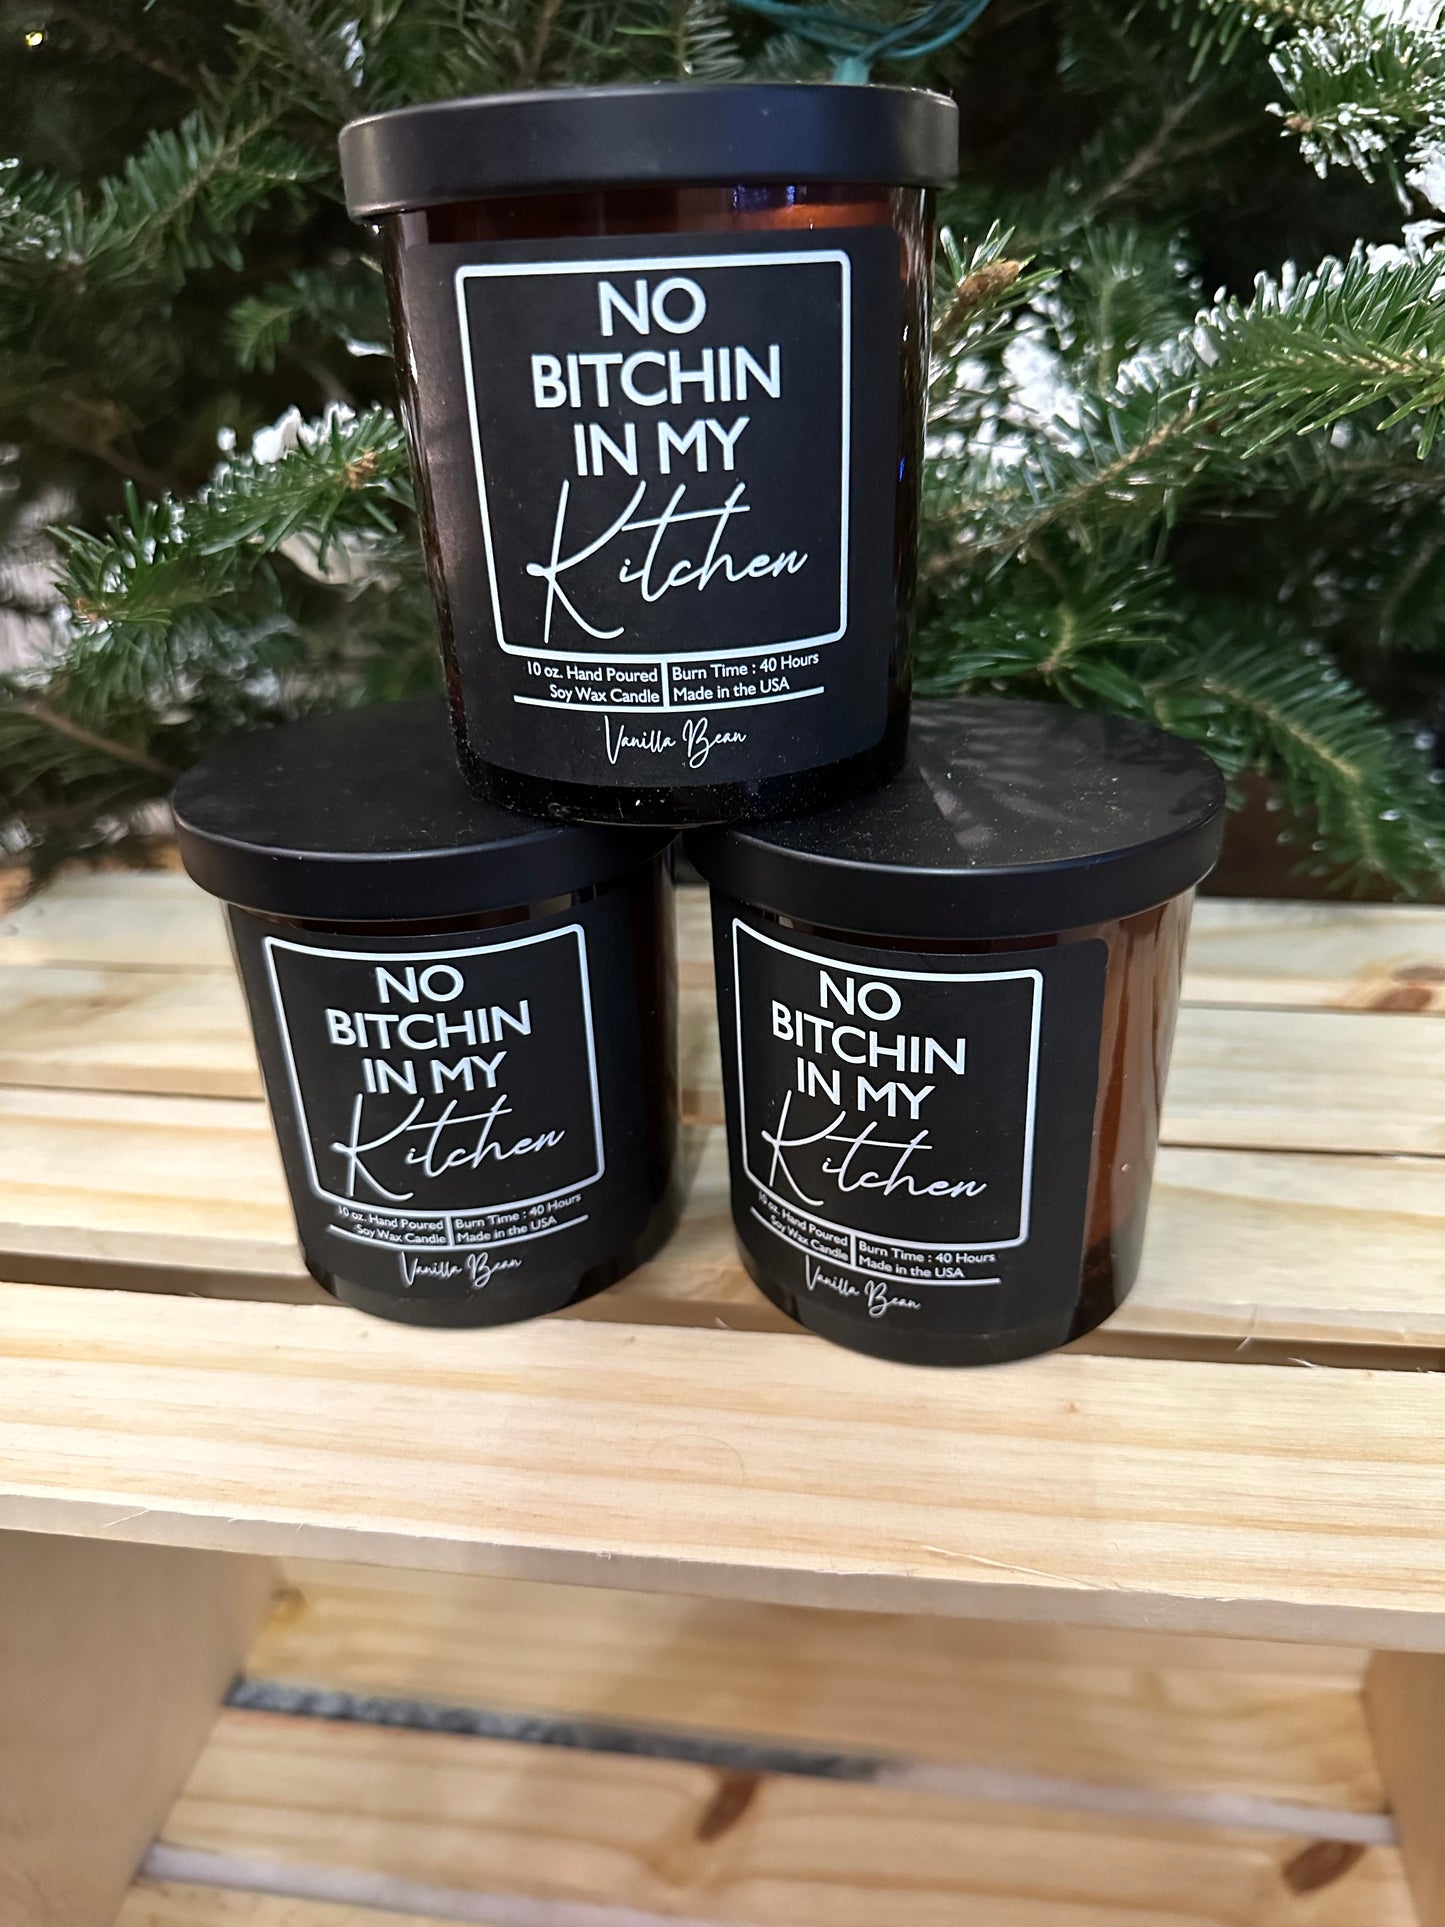 NO
BITCHIN
IN MY
Kitchen
10 oz. Hand Poured
Soy Wax Candle
Burn Time : 40 Hours
Made in the USA
Vanilla Bean
NO
BITCHIN
IN MY
Kitchen
10 oz. Hand Poured
Soy Wax Candle
Burn Time : 40 Hours
Made in the USA
Vanilla Bean
NO
BITCHIN
IN MY
Kitchen
10 oz. Hand Poured
Soy Wax Candle
Burn Time : 40 Hours
Made in the USA
Vanilla Bean